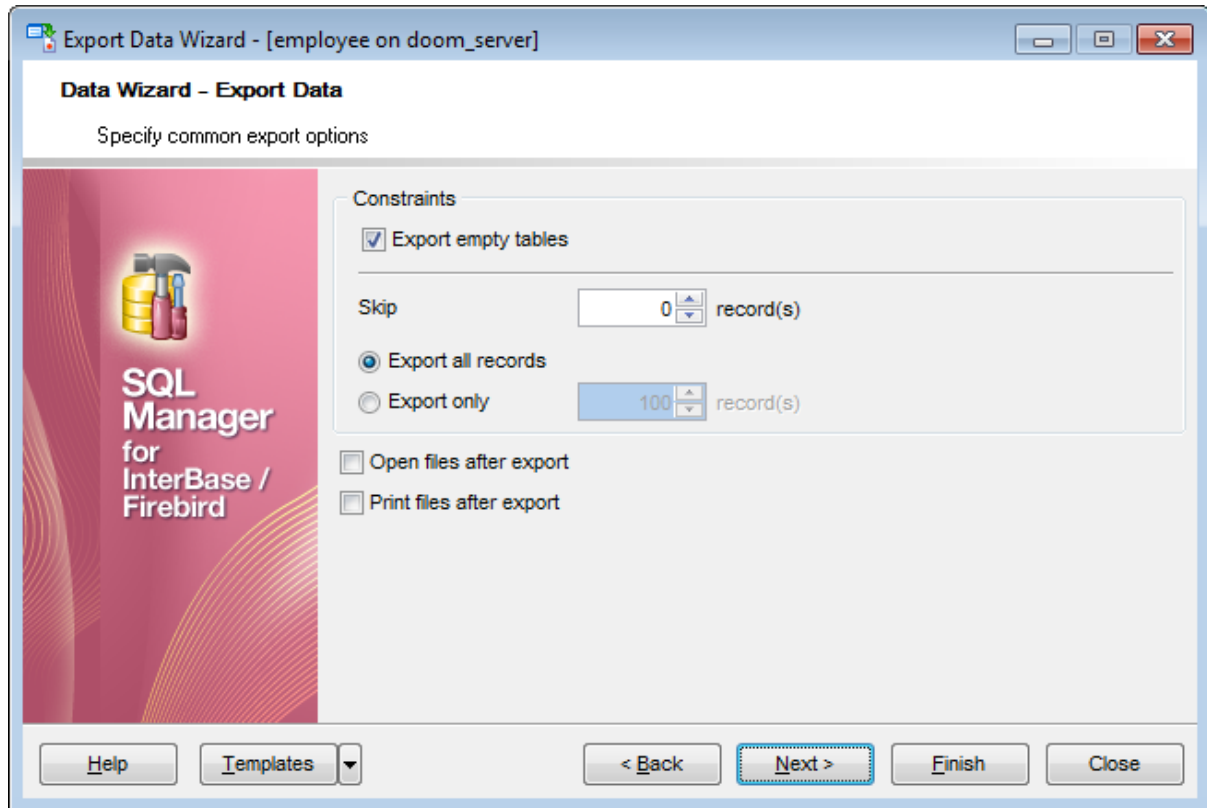 Export Data Wizard - [employee on doom_server]
Data Wizard - Export Data
Specify common export options
SQL
Manager
for
InterBase /
Firebird
Constraints
Export empty tables
Skip 0 record(s)
Export all records
Export only 100 record(s)
Open files after export
Print files after export
Help Templates < Back Next > Finish Close